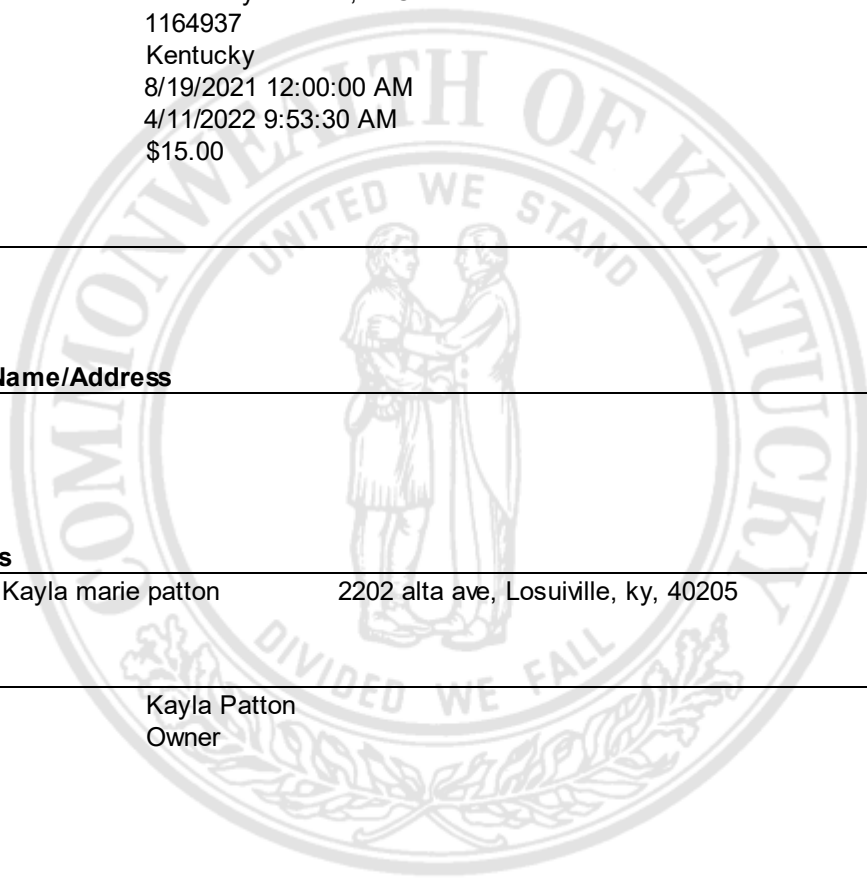 1164937
Kentucky
8/19/2021 12:00:00 AM
4/11/2022 9:53:30 AM
$15.00
COMMONWEALTH OF KENTUCKY
UNITED WE STAND
Name/Address
s
Kayla marie patton 2202 alta ave, Losuiville, ky, 40205
DIVIDED WE FALL
Kayla Patton
Owner